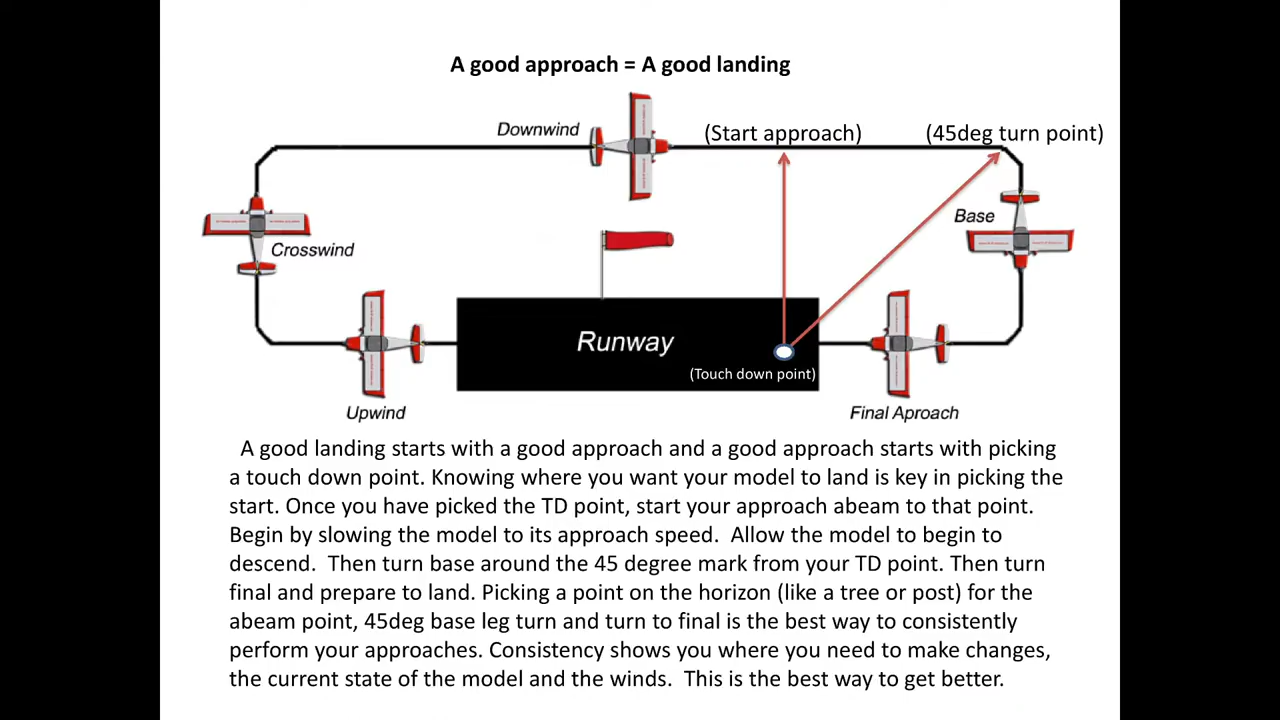 A good approach = A good landing
Downwind
(Start approach)
(45deg turn point)
Base
Crosswind
Runway
(Touch down point)
Upwind
Final Aproach
A good landing starts with a good approach and a good approach starts with picking
a touch down point. Knowing where you want your model to land is key in picking the
start. Once you have picked the TD point, start your approach abeam to that point.
Begin by slowing the model to its approach speed.  Allow the model to begin to
descend.  Then turn base around the 45 degree mark from your TD point. Then turn
final and prepare to land. Picking a point on the horizon (like a tree or post) for the
abeam point, 45deg base leg turn and turn to final is the best way to consistently
perform your approaches. Consistency shows you where you need to make changes,
the current state of the model and the winds.  This is the best way to get better.